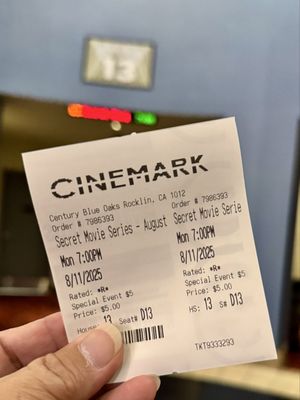 13
CINEMARK
Century Blue Oaks Rocklin, CA 1012
Order # 7986393
Secret Movie Series - August
Mon 7:00PM
8/11/2025
Rated: *R*
Special Event $5
Price: $5.00
House: 13 Seat# D13
Order # 7986393
Secret Movie Serie
Mon 7:00PM
8/11/2025
Rated: *R*
Special Event $5
Price: $5.00
HS: 13 S# D13
TKT9333293